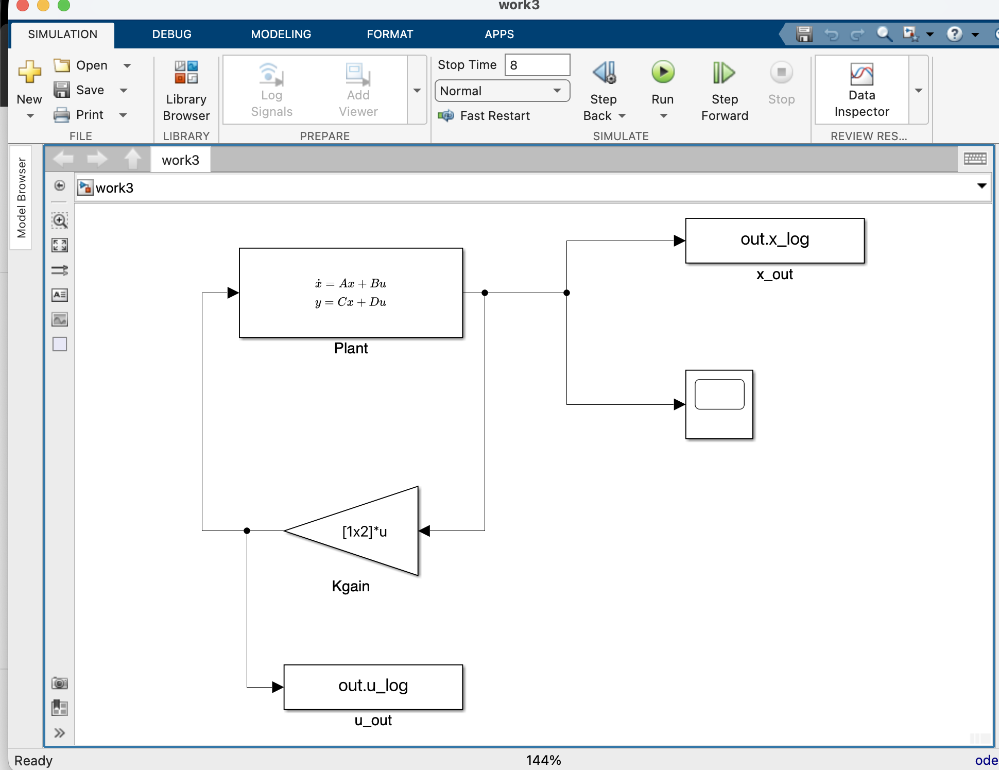 work3
SIMULATION DEBUG MODELING FORMAT APPS
New
Open
Save
Print
FILE
Library
Browser
LIBRARY
Log
Signals
Add
Viewer
PREPARE
Stop Time 8
Normal
Fast Restart
Step
Back
Run
Step
Forward
Stop
SIMULATE
Data
Inspector
REVIEW RES...
Model Browser
work3
work3
ẋ = Ax + Bu
y = Cx + Du
Plant
out.x_log
x_out
[1x2]*u
Kgain
out.u_log
u_out
Ready 144% ode